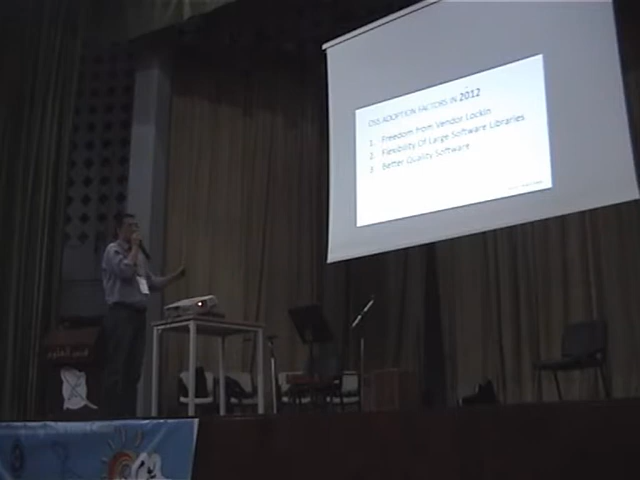 OSS ADOPTION FACTORS IN 2012
1. Freedom from Vendor Lockin
2. Flexibility Of Large Software Libraries
3. Better Quality Software